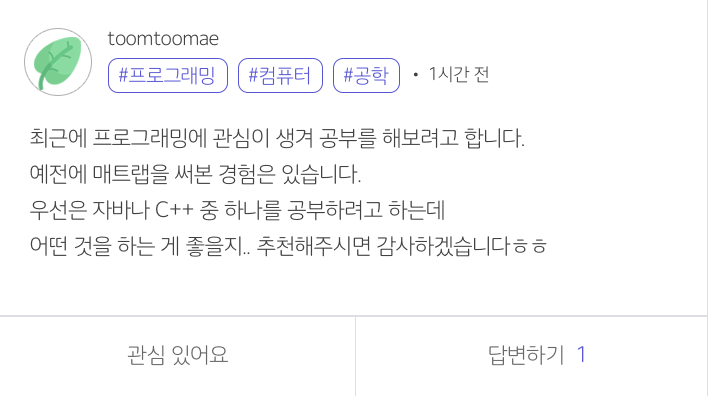 toomtoomae
#프로그래밍 #컴퓨터 #공학 • 1시간 전
최근에 프로그래밍에 관심이 생겨 공부를 해보려고 합니다.
예전에 매트랩을 써본 경험은 있습니다.
우선은 자바나 C++ 중 하나를 공부하려고 하는데
어떤 것을 하는 게 좋을지.. 추천해주시면 감사하겠습니다ㅎㅎ
관심 있어요
답변하기 1